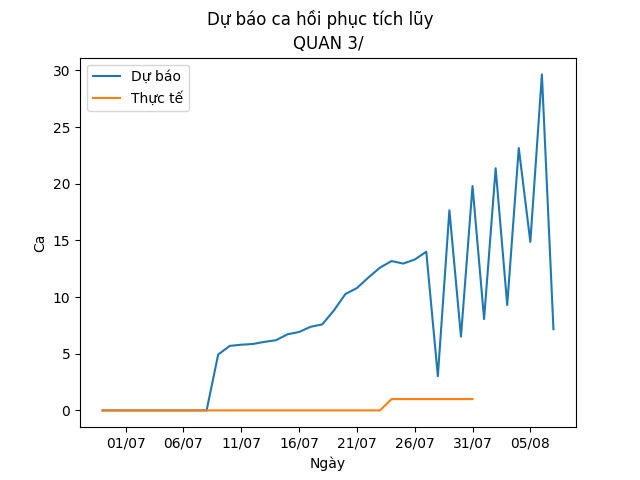 Dự báo ca hồi phục tích lũy
QUAN 3/
Dự báo
Thực tế
30
25
20
15
10
5
0
Ca
01/07 06/07 11/07 16/07 21/07 26/07 31/07 05/08
Ngày